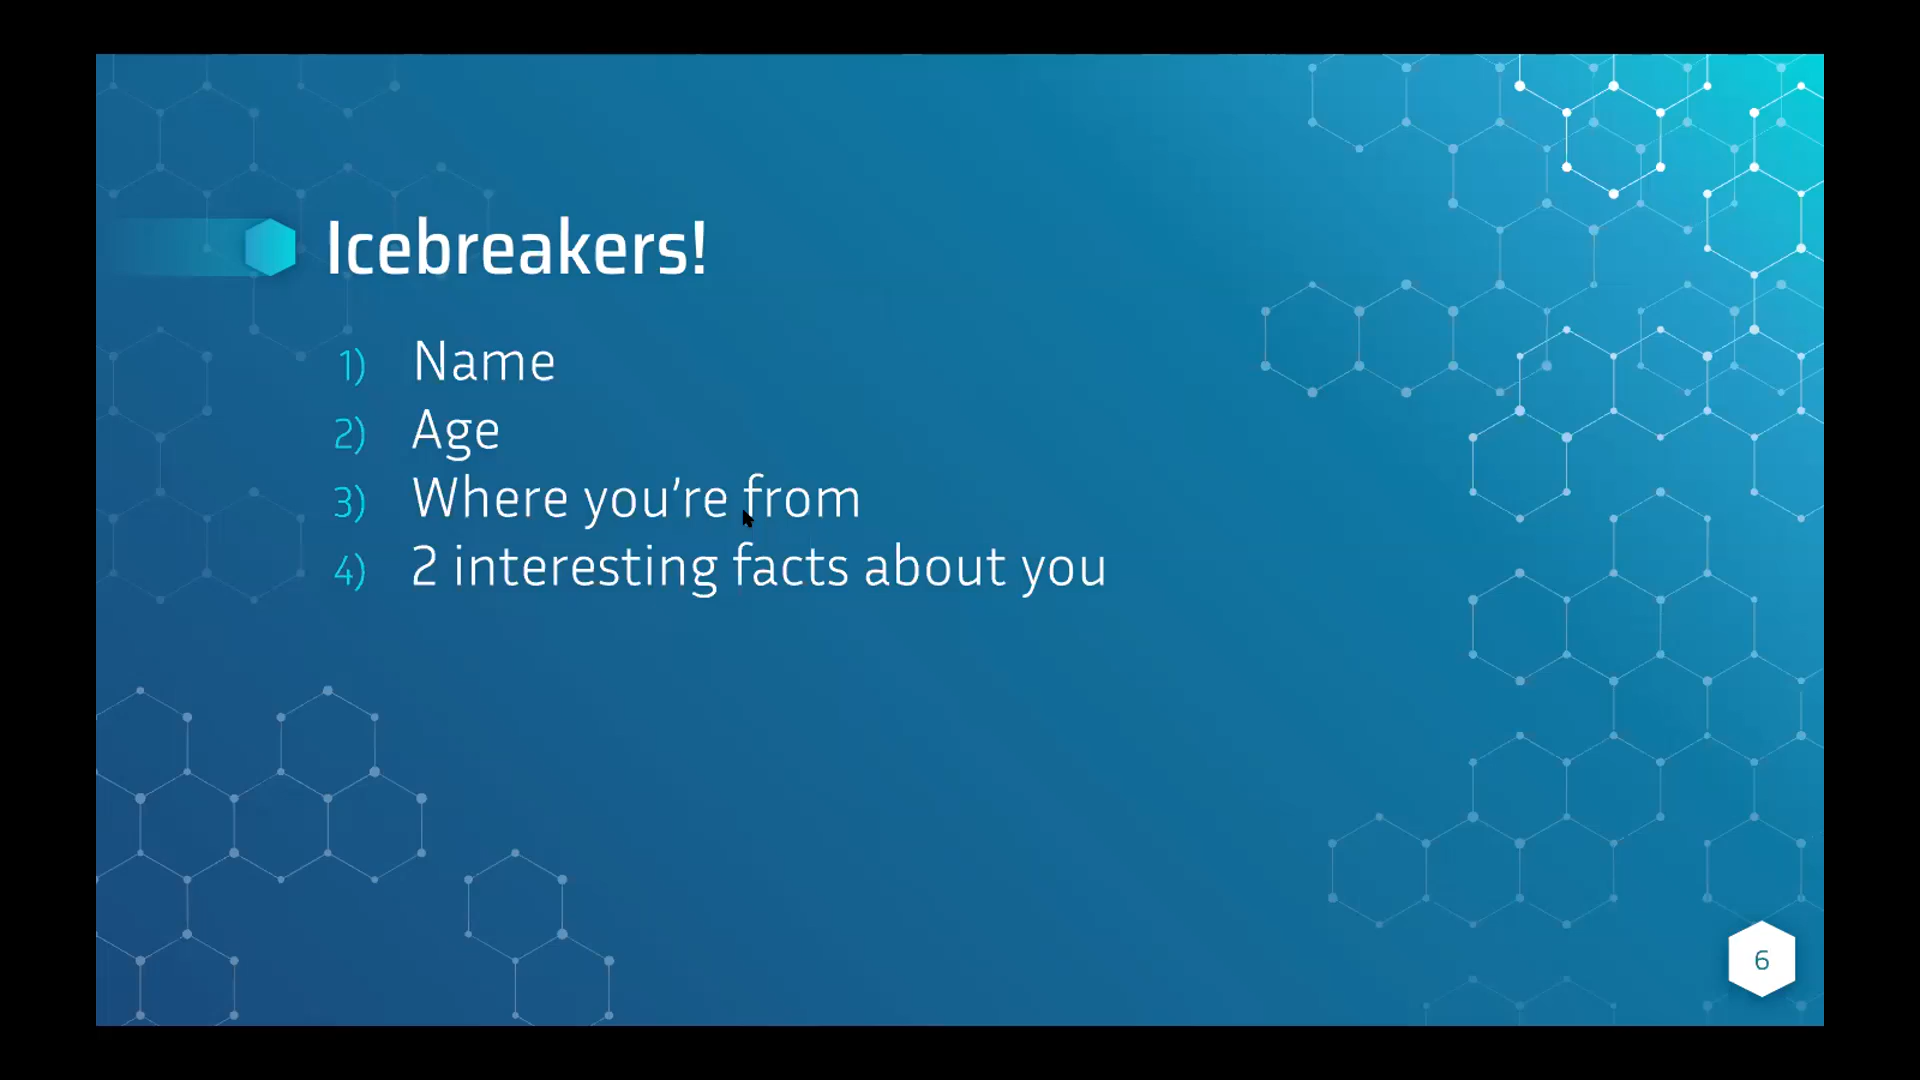 Icebreakers!
1) Name
2) Age
3) Where you’re from
4) 2 interesting facts about you
6